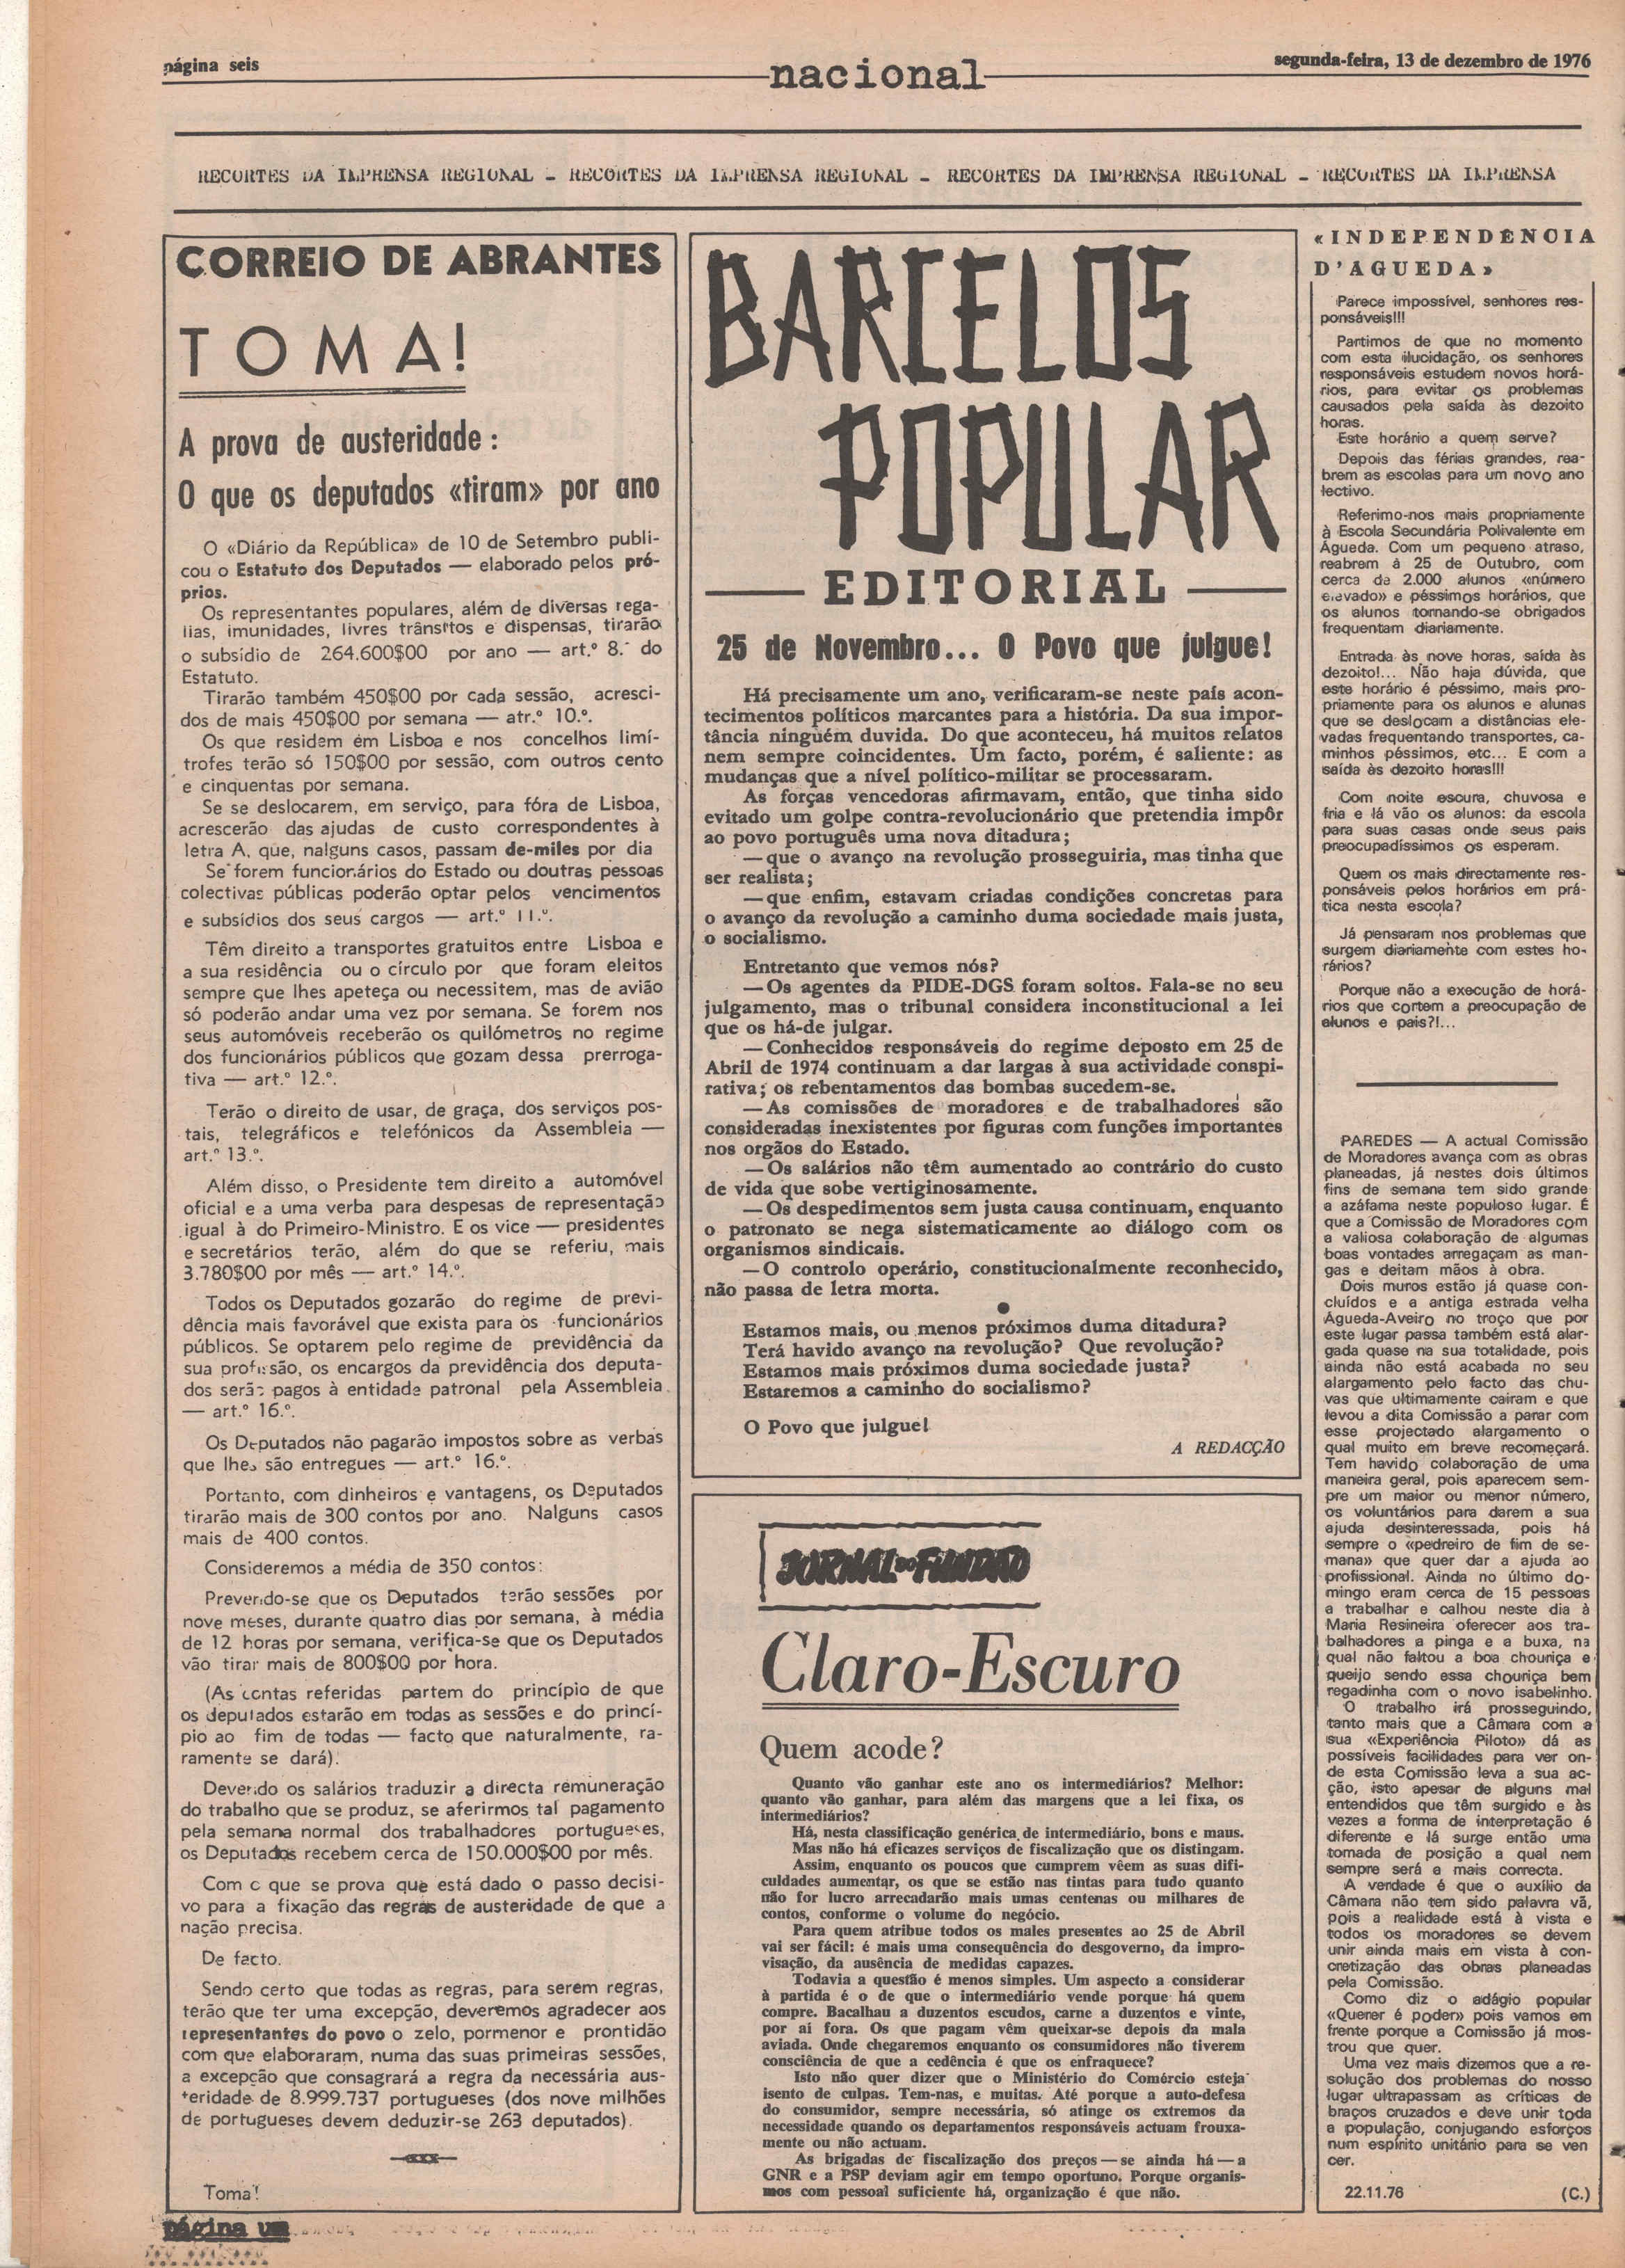 página seis
nacional
segunda-feira, 13 de dezembro de 1976
RECORTES DA IMPRENSA REGIONAL - RECORTES DA IMPRENSA REGIONAL - RECORTES DA IMPRENSA REGIONAL - RECORTES DA IMPRENSA
CORREIO DE ABRANTES
TOMA!
A prova de austeridade:
O que os deputados «tiram» por ano
O «Diário da República» de 10 de Setembro publi-
cou o Estatuto dos Deputados — elaborado pelos pró-
prios.
Os representantes populares, além de diversas rega-
lias, imunidades, livres trânsitos e dispensas, tirarão
o subsídio de 264.600$00 por ano — art.º 8.º do
Estatuto.
Tirarão também 450$00 por cada sessão, acresci-
dos de mais 450$00 por semana — atr.º 10.º.
Os que residem em Lisboa e nos concelhos limí-
trofes terão só 150$00 por sessão, com outros cento
e cinquentas por semana.
Se se deslocarem, em serviço, para fóra de Lisboa,
acrescerão das ajudas de custo correspondentes à
letra A, que, nalguns casos, passam de-miles por dia
Se forem funcionários do Estado ou doutras pessoas
colectivas públicas poderão optar pelos vencimentos
e subsídios dos seus cargos — art.º 11.º.
Têm direito a transportes gratuitos entre Lisboa e
a sua residência ou o círculo por que foram eleitos
sempre que lhes apeteça ou necessitem, mas de avião
só poderão andar uma vez por semana. Se forem nos
seus automóveis receberão os quilómetros no regime
dos funcionários públicos que gozam dessa prerroga-
tiva — art.º 12.º.
Terão o direito de usar, de graça, dos serviços pos-
tais, telegráficos e telefónicos da Assembleia —
art.º 13.º.
Além disso, o Presidente tem direito a automóvel
oficial e a uma verba para despesas de representação
igual à do Primeiro-Ministro. E os vice — presidentes
e secretários terão, além do que se referiu, mais
3.780$00 por mês — art.º 14.º.
Todos os Deputados gozarão do regime de previ-
dência mais favorável que exista para os funcionários
públicos. Se optarem pelo regime de previdência da
sua profissão, os encargos da previdência dos deputa-
dos serão pagos à entidade patronal pela Assembleia.
— art.º 16.º.
Os Deputados não pagarão impostos sobre as verbas
que lhes são entregues — art.º 16.º.
Portanto, com dinheiros e vantagens, os Deputados
tirarão mais de 300 contos por ano. Nalguns casos
mais de 400 contos.
Consideremos a média de 350 contos:
Prevendo-se que os Deputados terão sessões por
nove meses, durante quatro dias por semana, à média
de 12 horas por semana, verifica-se que os Deputados
vão tirar mais de 800$00 por hora.
(As contas referidas partem do princípio de que
os deputados estarão em todas as sessões e do princí-
pio ao fim de todas — facto que naturalmente, ra-
ramente se dará).
Devendo os salários traduzir a directa remuneração
do trabalho que se produz, se aferirmos tal pagamento
pela semana normal dos trabalhadores portugueses,
os Deputados recebem cerca de 150.000$00 por mês.
Com o que se prova que está dado o passo decisi-
vo para a fixação das regras de austeridade de que a
nação precisa.
De facto.
Sendo certo que todas as regras, para serem regras,
terão que ter uma excepção, deveremos agradecer aos
representantes do povo o zelo, pormenor e prontidão
com que elaboraram, numa das suas primeiras sessões,
a excepção que consagrará a regra da necessária aus-
teridade de 8.999.737 portugueses (dos nove milhões
de portugueses devem deduzir-se 263 deputados).
Toma!
página um
BARCELOS
POPULAR
EDITORIAL
25 de Novembro... O Povo que julgue!
Há precisamente um ano, verificaram-se neste país acon-
tecimentos políticos marcantes para a história. Da sua impor-
tância ninguém duvida. Do que aconteceu, há muitos relatos
nem sempre coincidentes. Um facto, porém, é saliente: as
mudanças que a nível político-militar se processaram.
As forças vencedoras afirmavam, então, que tinha sido
evitado um golpe contra-revolucionário que pretendia impôr
ao povo português uma nova ditadura;
— que o avanço na revolução prosseguiria, mas tinha que
ser realista;
— que enfim, estavam criadas condições concretas para
o avanço da revolução a caminho duma sociedade mais justa,
o socialismo.
Entretanto que vemos nós?
— Os agentes da PIDE-DGS foram soltos. Fala-se no seu
julgamento, mas o tribunal considera inconstitucional a lei
que os há-de julgar.
— Conhecidos responsáveis do regime deposto em 25 de
Abril de 1974 continuam a dar largas à sua actividade conspi-
rativa; os rebentamentos das bombas sucedem-se.
— As comissões de moradores e de trabalhadores são
consideradas inexistentes por figuras com funções importantes
nos orgãos do Estado.
— Os salários não têm aumentado ao contrário do custo
de vida que sobe vertiginosamente.
— Os despedimentos sem justa causa continuam, enquanto
o patronato se nega sistematicamente ao diálogo com os
organismos sindicais.
— O controlo operário, constitucionalmente reconhecido,
não passa de letra morta.
Estamos mais, ou menos próximos duma ditadura?
Terá havido avanço na revolução? Que revolução?
Estamos mais próximos duma sociedade justa?
Estaremos a caminho do socialismo?
O Povo que julgue!
A REDACÇÃO
JORNAL DO FUNDÃO
Claro-Escuro
Quem acode?
Quanto vão ganhar este ano os intermediários? Melhor:
quanto vão ganhar, para além das margens que a lei fixa, os
intermediários?
Há, nesta classificação genérica de intermediário, bons e maus.
Mas não há eficazes serviços de fiscalização que os distingam.
Assim, enquanto os poucos que cumprem vêem as suas difi-
culdades aumentar, os que se estão nas tintas para tudo quanto
não for lucro arrecadarão mais umas centenas ou milhares de
contos, conforme o volume do negócio.
Para quem atribue todos os males presentes ao 25 de Abril
vai ser fácil: é mais uma consequência do desgoverno, da impro-
visação, da ausência de medidas capazes.
Todavia a questão é menos simples. Um aspecto a considerar
à partida é o de que o intermediário vende porque há quem
compre. Bacalhau a duzentos escudos, carne a duzentos e vinte,
por aí fora. Os que pagam vêm queixar-se depois da mala
aviada. Onde chegaremos enquanto os consumidores não tiverem
consciência de que a cedência é que os enfraquece?
Isto não quer dizer que o Ministério do Comércio esteja
isento de culpas. Tem-nas, e muitas. Até porque a auto-defesa
do consumidor, sempre necessária, só atinge os extremos da
necessidade quando os departamentos responsáveis actuam frouxa-
mente ou não actuam.
As brigadas de fiscalização dos preços — se ainda há — a
GNR e a PSP deviam agir em tempo oportuno. Porque organis-
mos com pessoal suficiente há, organização é que não.
«INDEPENDÊNCIA
D'ÁGUEDA»
Parece impossível, senhores res-
ponsáveis!!!
Partimos de que no momento
com esta ilucidação, os senhores
responsáveis estudem novos horá-
rios, para evitar os problemas
causados pela saída às dezoito
horas.
Este horário a quem serve?
Depois das férias grandes, rea-
brem as escolas para um novo ano
lectivo.
Referimo-nos mais propriamente
à Escola Secundária Polivalente em
Águeda. Com um pequeno atraso,
reabrem à 25 de Outubro, com
cerca de 2.000 alunos «número
elevado» e péssimos horários, que
os alunos tornando-se obrigados
frequentam diariamente.
Entrada às nove horas, saída às
dezoito!... Não haja dúvida, que
este horário é péssimo, mais pro-
priamente para os alunos e alunas
que se deslocam a distâncias ele-
vadas frequentando transportes, ca-
minhos péssimos, etc... E com a
saída às dezoito horas!!!
Com noite escura, chuvosa e
fria e lá vão os alunos: da escola
para suas casas onde seus pais
preocupadíssimos os esperam.
Quem os mais directamente res-
ponsáveis pelos horários em prá-
tica nesta escola?
Já pensaram nos problemas que
surgem diariamente com estes ho-
rários?
Porque não a execução de horá-
rios que cortem a preocupação de
alunos e pais?!...
PAREDES — A actual Comissão
de Moradores avança com as obras
planeadas, já nestes dois últimos
fins de semana tem sido grande
a azáfama neste populoso lugar. É
que a Comissão de Moradores com
a valiosa colaboração de algumas
boas vontades arregaçam as man-
gas e deitam mãos à obra.
Dois muros estão já quase con-
cluídos e a antiga estrada velha
Águeda-Aveiro no troço que por
este lugar passa também está alar-
gada quase na sua totalidade, pois
ainda não está acabada no seu
alargamento pelo facto das chu-
vas que ultimamente cairam e que
levou a dita Comissão a parar com
esse projectado alargamento o
qual muito em breve recomeçará.
Tem havido colaboração de uma
maneira geral, pois aparecem sem-
pre um maior ou menor número,
os voluntários para darem a sua
ajuda desinteressada, pois há
sempre o «pedreiro de fim de se-
mana» que quer dar a ajuda ao
profissional. Ainda no último do-
mingo eram cerca de 15 pessoas
a trabalhar e calhou neste dia à
Maria Resineira oferecer aos tra-
balhadores a pinga e a buxa, na
qual não faltou a boa chouriça e
queijo sendo essa chouriça bem
regadinha com o novo isabelinho.
O trabalho irá prosseguindo,
tanto mais que a Câmara com a
sua «Experiência Piloto» dá as
possíveis facilidades para ver on-
de esta Comissão leva a sua ac-
ção, isto apesar de alguns mal
entendidos que têm surgido e às
vezes a forma de interpretação é
diferente e lá surge então uma
tomada de posição a qual nem
sempre será a mais correcta.
A verdade é que o auxílio da
Câmara não tem sido palavra vã,
pois a realidade está à vista e
todos os moradores se devem
unir ainda mais em vista à con-
cretização das obras planeadas
pela Comissão.
Como diz o adágio popular
«Querer é poder» pois vamos em
frente porque a Comissão já mos-
trou que quer.
Uma vez mais dizemos que a re-
solução dos problemas do nosso
lugar ultrapassam as críticas de
braços cruzados e deve unir toda
a população, conjugando esforços
num espírito unitário para se ven
cer.
22.11.76 (C.)